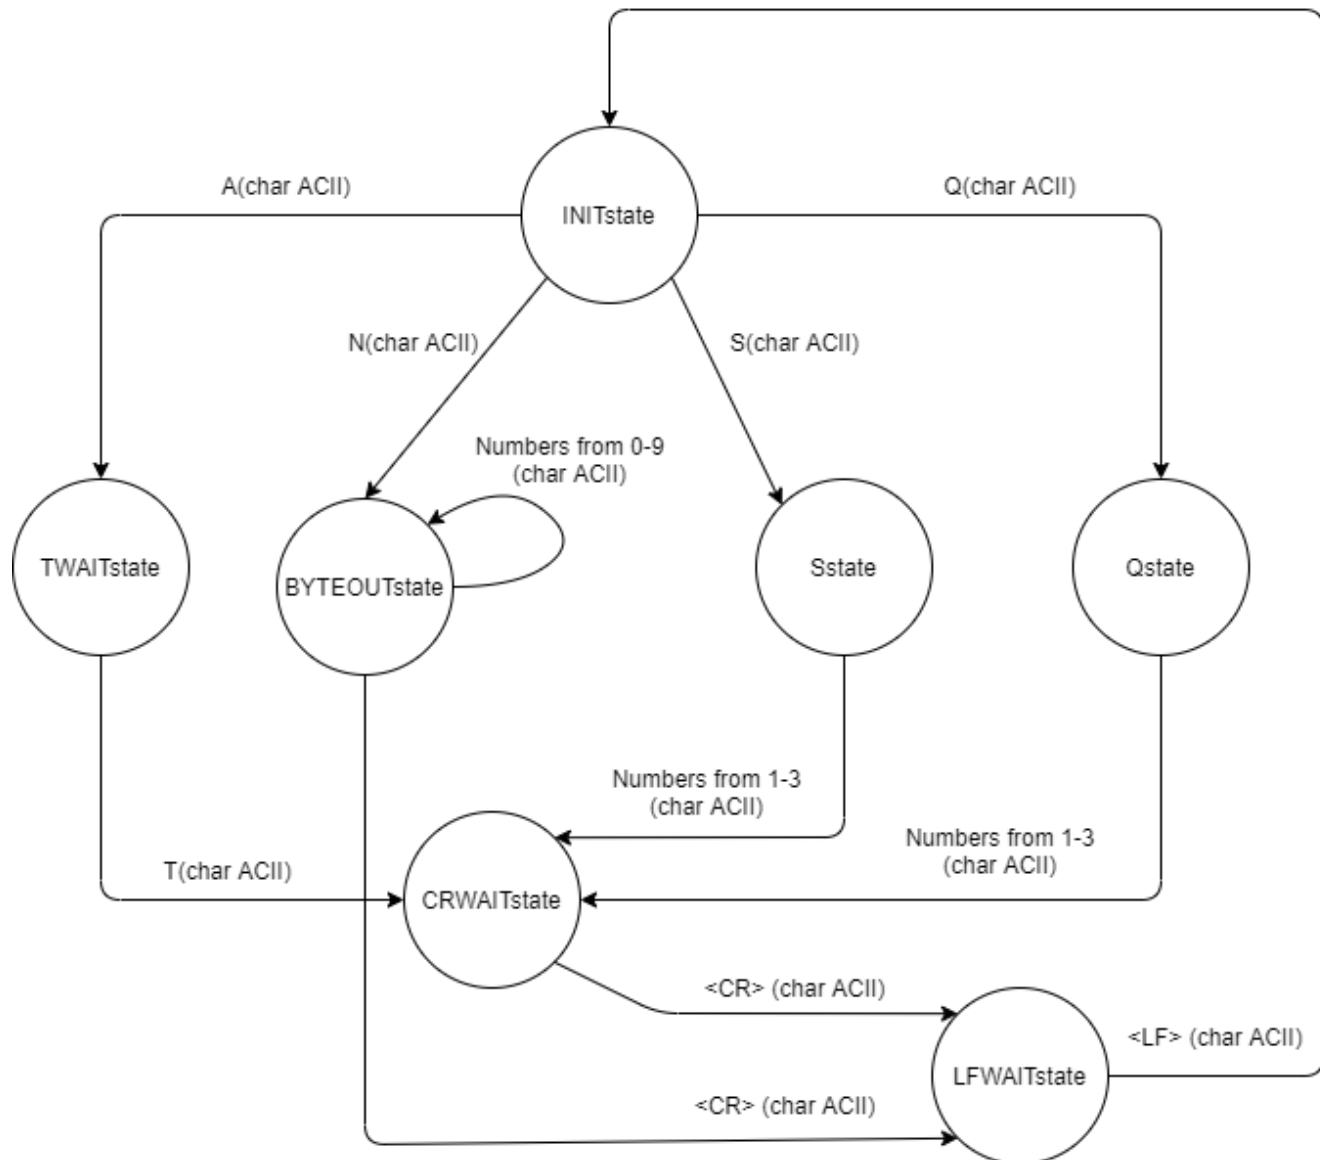 A(char ACII)
Q(char ACII)
INITstate
N(char ACII)
S(char ACII)
Numbers from 0-9
(char ACII)
TWAITstate
BYTEOUTstate
Sstate
Qstate
Numbers from 1-3
(char ACII)
Numbers from 1-3
(char ACII)
T(char ACII)
CRWAITstate
<CR> (char ACII)
<LF> (char ACII)
LFWAITstate
<CR> (char ACII)